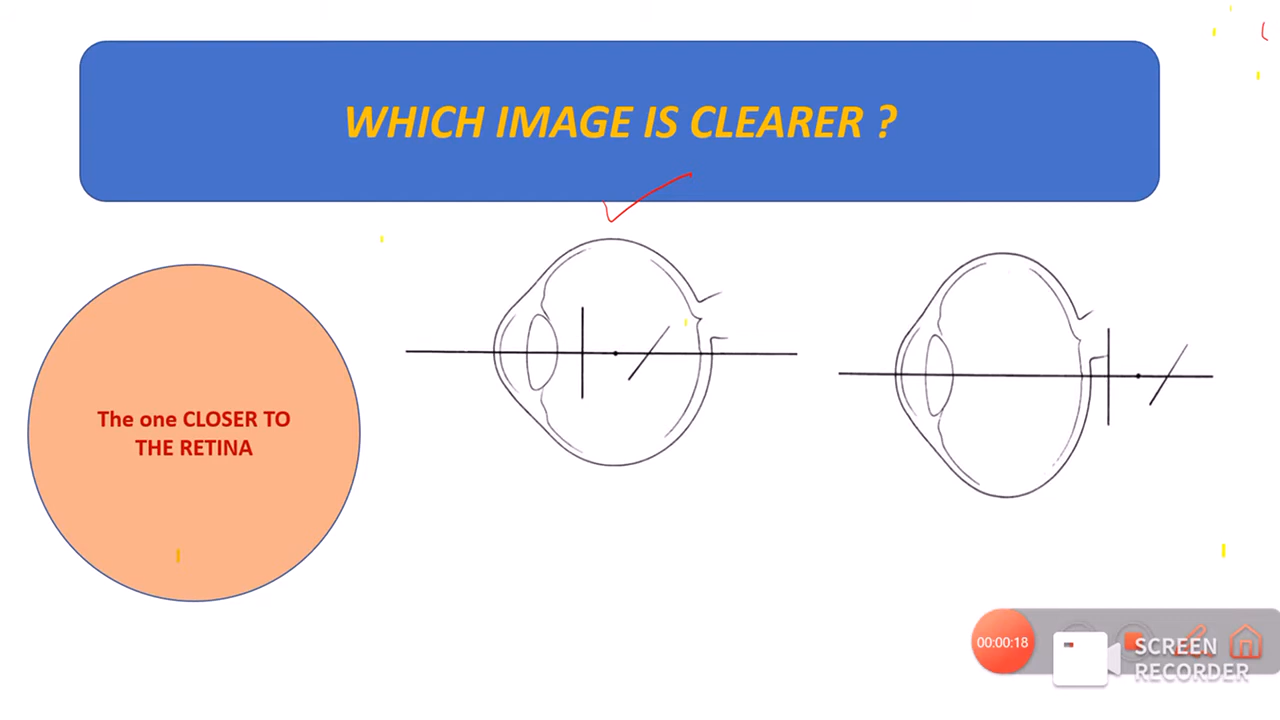 WHICH IMAGE IS CLEARER ?
The one CLOSER TO
THE RETINA
00:00:18
SCREEN
RECORDER